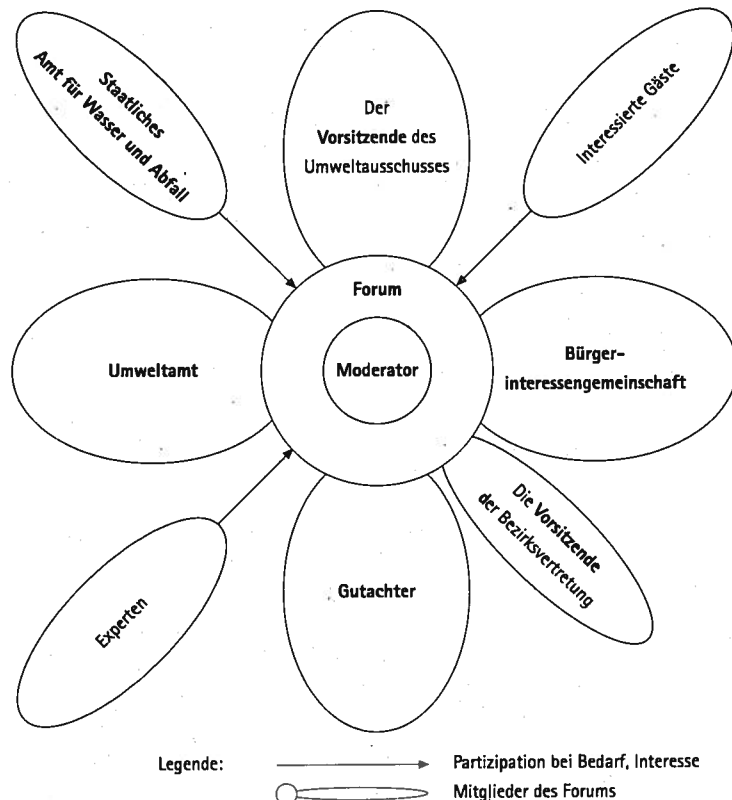 Staatliches
Amt für Wasser und Abfall
Der
Vorsitzende des
Umweltausschusses
Interessierte Gäste
Forum
Umweltamt
Moderator
Bürger-
interessengemeinschaft
Die Vorsitzende
der Bezirksvertretung
Experten
Gutachter
Legende:
Partizipation bei Bedarf, Interesse
Mitglieder des Forums